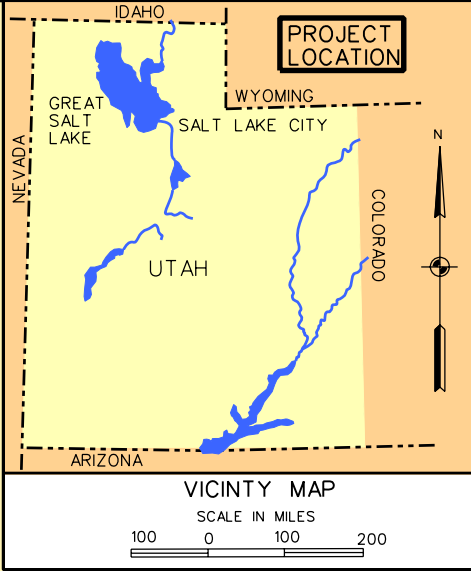 IDAHO
PROJECT
LOCATION
WYOMING
GREAT
SALT
LAKE
SALT LAKE CITY
NEVADA
N
COLORADO
UTAH
ARIZONA
VICINTY MAP
SCALE IN MILES
100 0 100 200